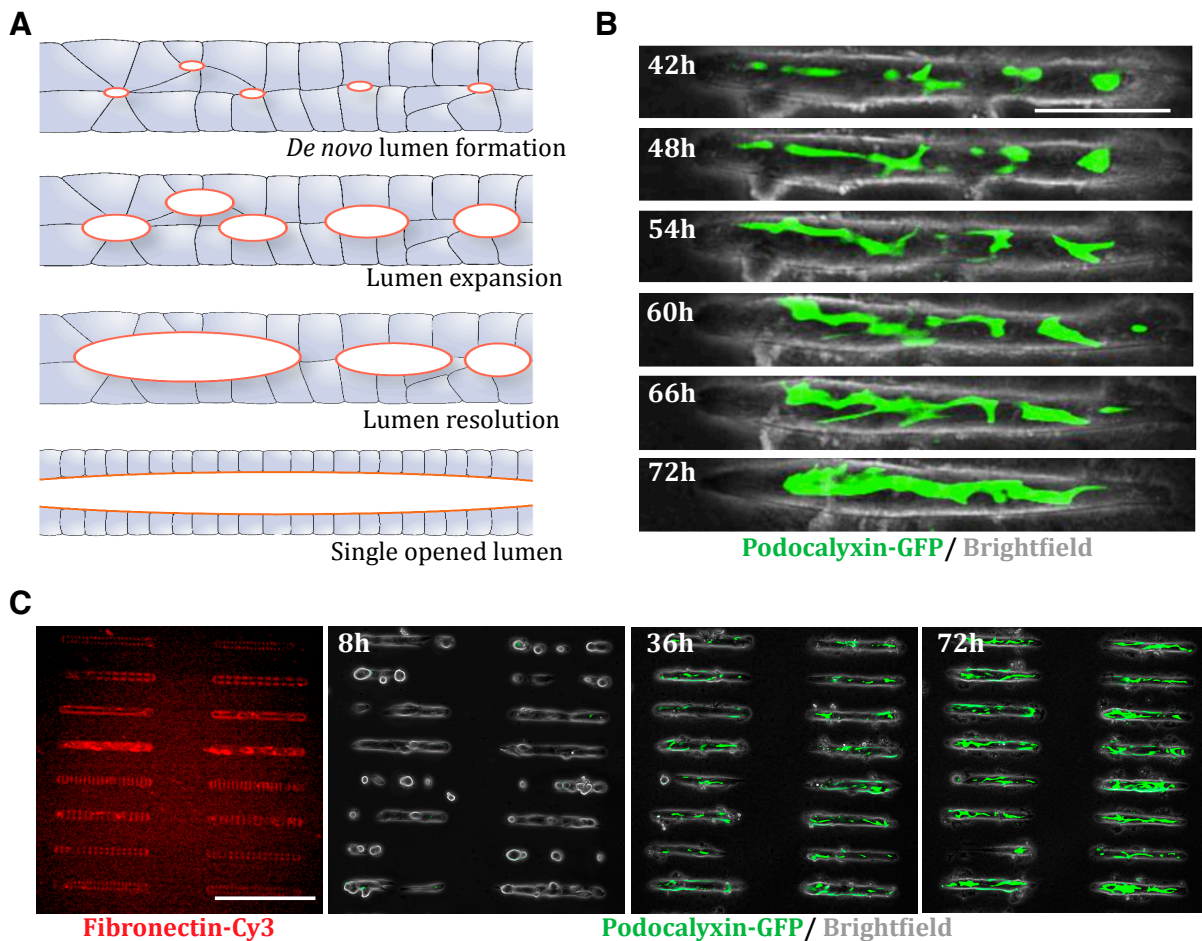 A
De novo lumen formation
Lumen expansion
Lumen resolution
Single opened lumen
B
42h
48h
54h
60h
66h
72h
Podocalyxin-GFP/ Brightfield
C
8h
36h
72h
Fibronectin-Cy3
Podocalyxin-GFP/ Brightfield